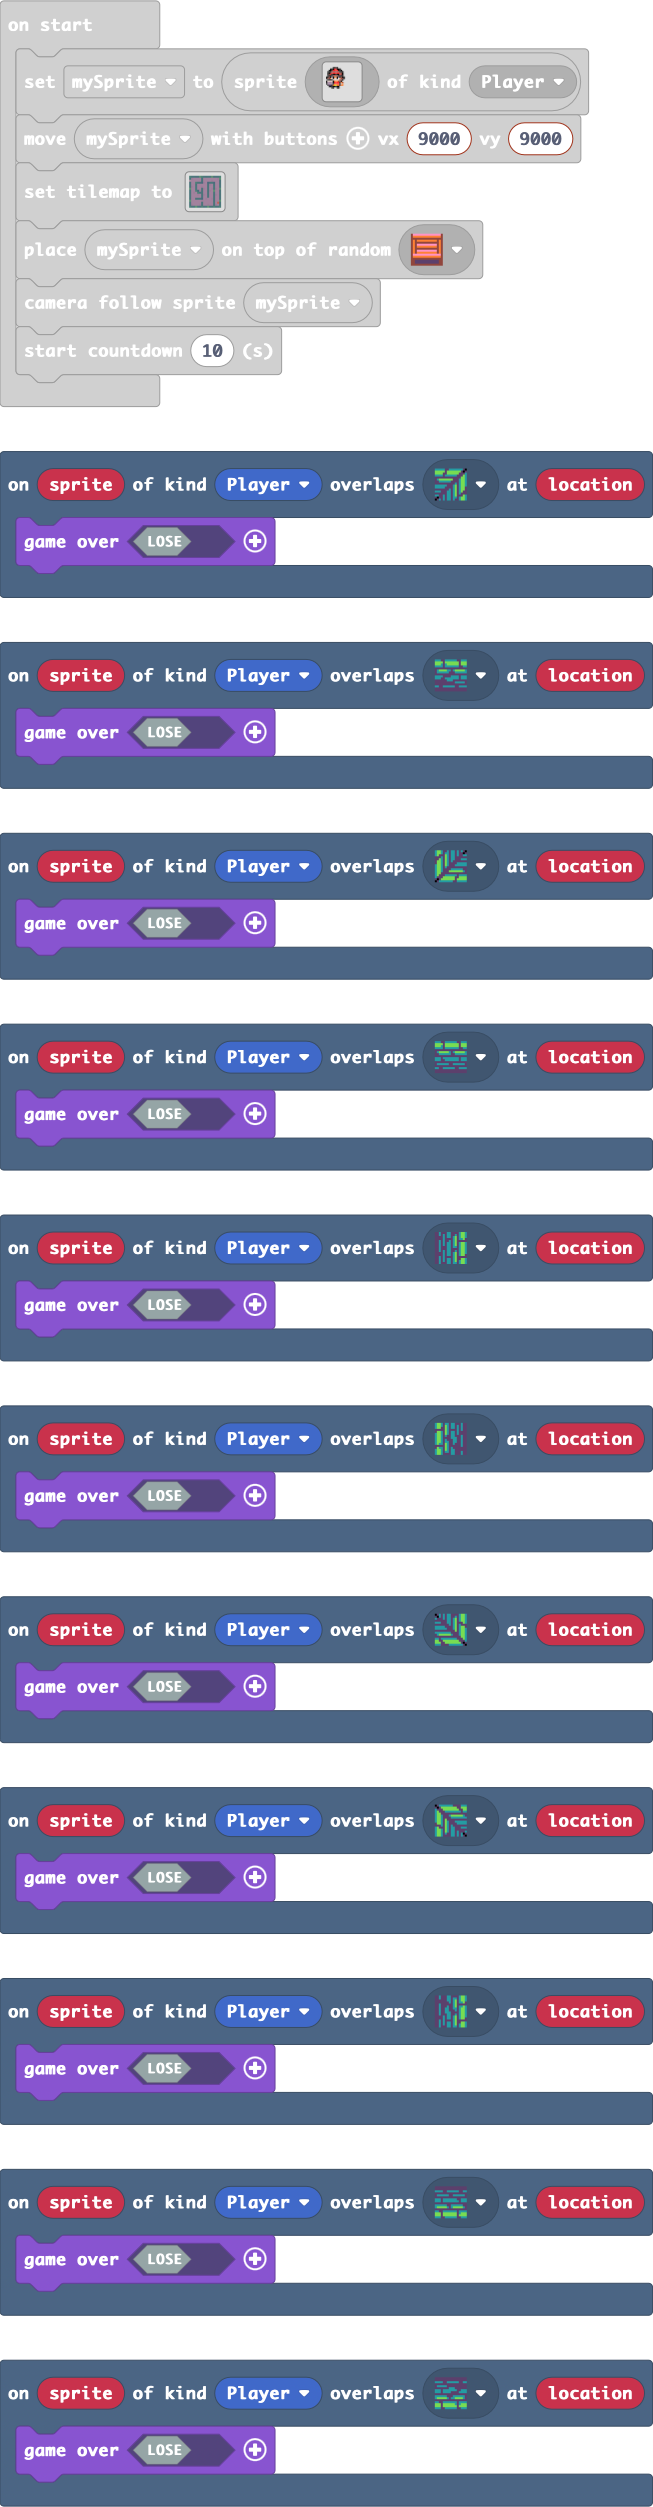 on start
set mySprite to sprite of kind Player
move mySprite with buttons vx 9000 vy 9000
set tilemap to
place mySprite on top of random
camera follow sprite mySprite
start countdown 10 (s)
on sprite of kind Player overlaps at location
game over LOSE
on sprite of kind Player overlaps at location
game over LOSE
on sprite of kind Player overlaps at location
game over LOSE
on sprite of kind Player overlaps at location
game over LOSE
on sprite of kind Player overlaps at location
game over LOSE
on sprite of kind Player overlaps at location
game over LOSE
on sprite of kind Player overlaps at location
game over LOSE
on sprite of kind Player overlaps at location
game over LOSE
on sprite of kind Player overlaps at location
game over LOSE
on sprite of kind Player overlaps at location
game over LOSE
on sprite of kind Player overlaps at location
game over LOSE